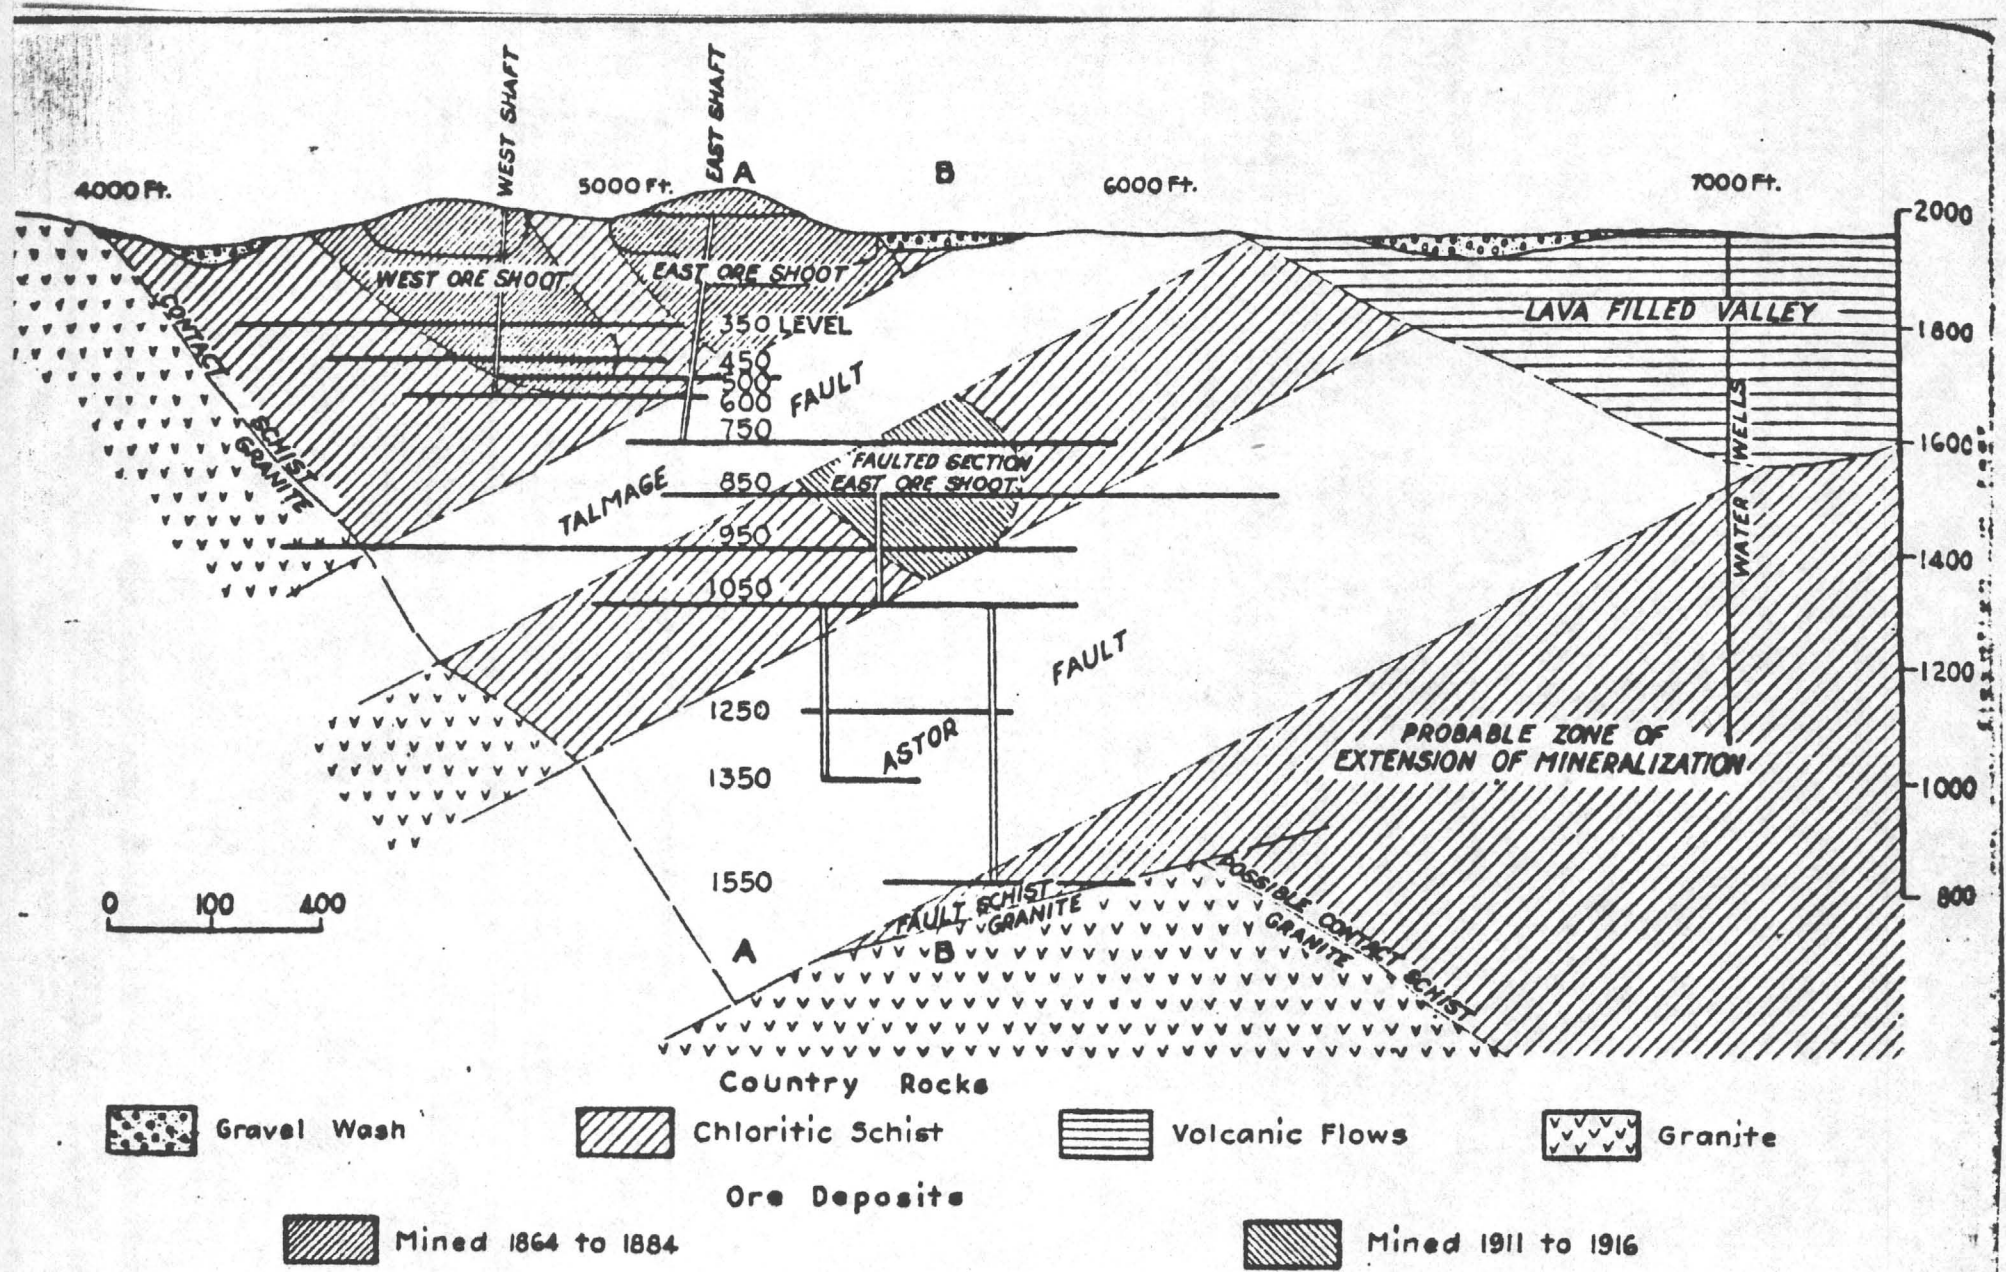 WEST SHAFT
EAST SHAFT
A
B
4000 Ft.
5000 Ft.
6000 Ft.
7000 Ft.
2000
WEST ORE SHOOT
EAST ORE SHOOT
LAVA FILLED VALLEY
350 LEVEL
1800
CONTACT
450
500
600
FAULT
750
WATER WELLS
1600
SCHIST
GRANITE
FAULTED SECTION
EAST ORE SHOOT
850
TALMAGE
950
WATER
1400
1050
FAULT
1200
1250
ASTOR
PROBABLE ZONE OF
EXTENSION OF MINERALIZATION
1350
1000
1550
800
FAULT SCHIST
GRANITE
POSSIBLE CONTACT SCHIST
GRANITE
0 100 400
A
B
Country Rocks
Gravel Wash
Chloritic Schist
Volcanic Flows
Granite
Ore Deposits
Mined 1864 to 1884
Mined 1911 to 1916